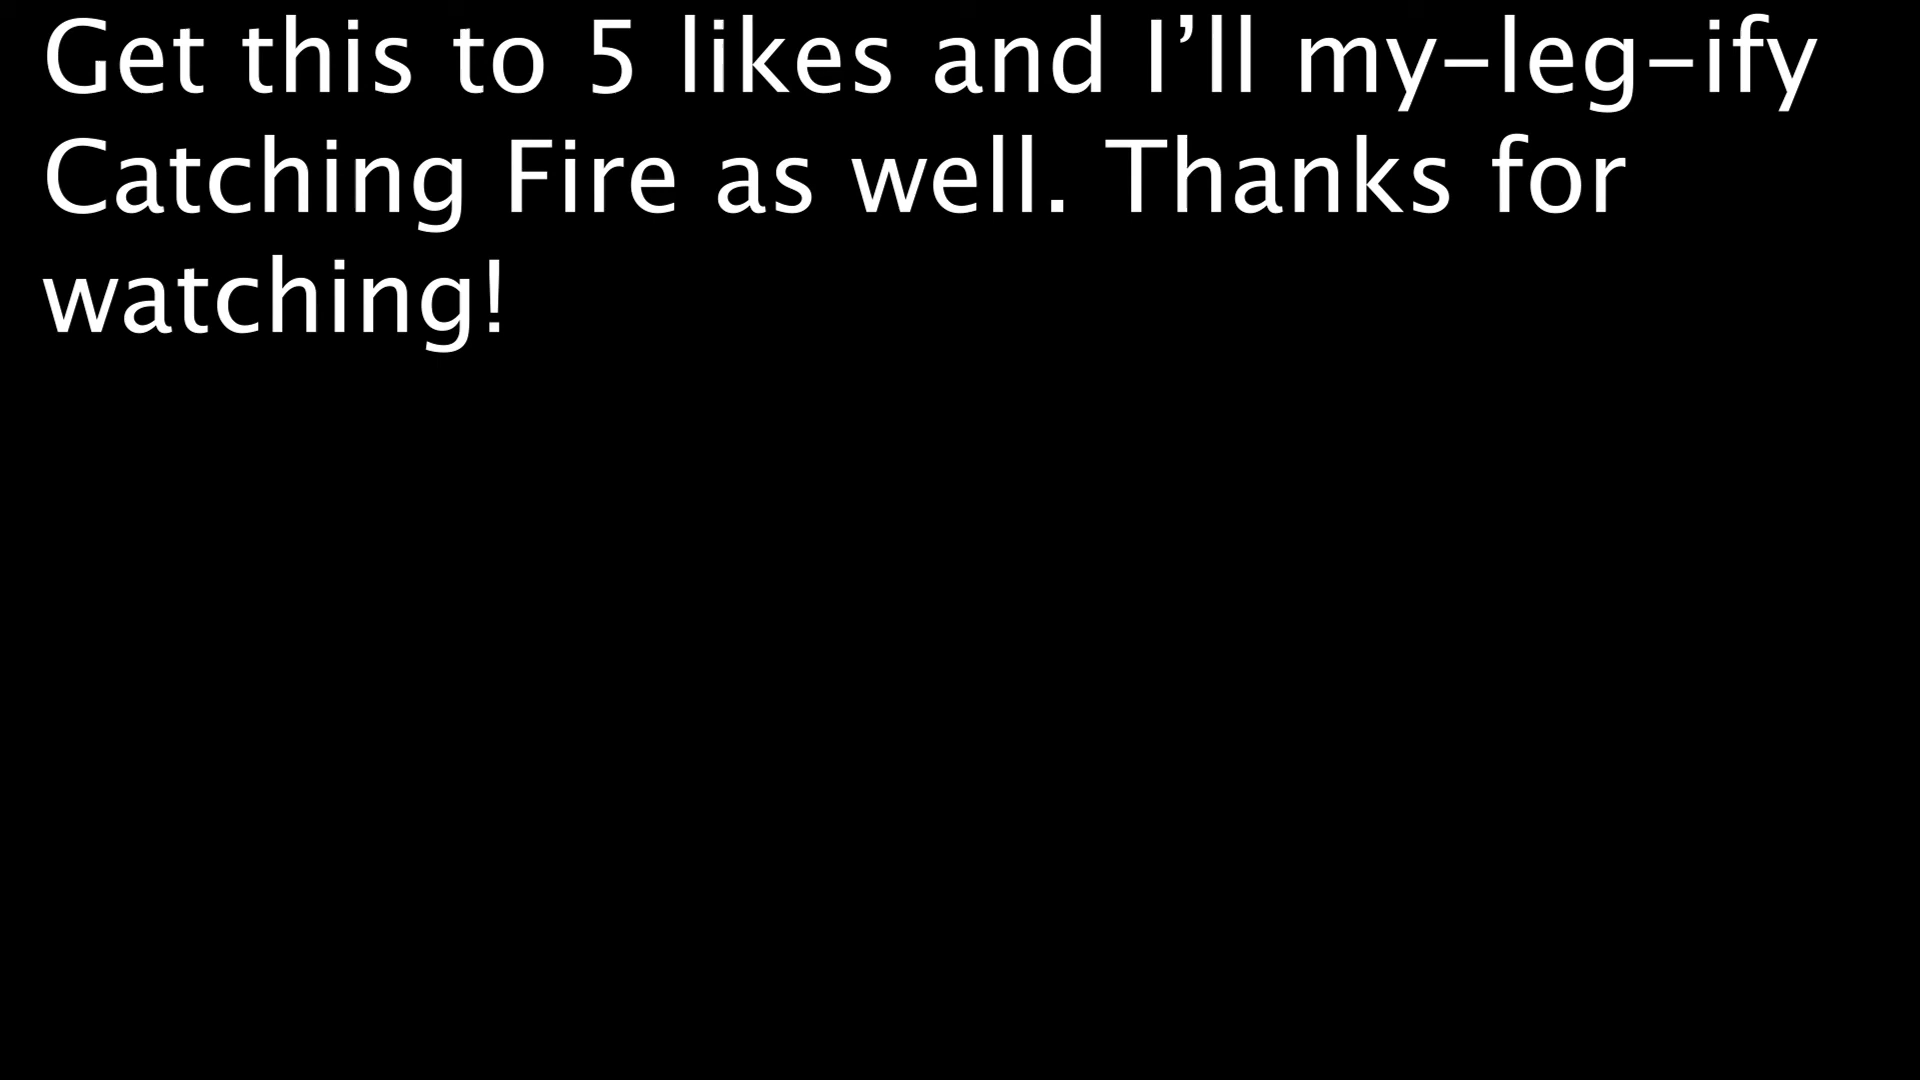 Get this to 5 likes and I’ll my-leg-ify
Catching Fire as well. Thanks for
watching!